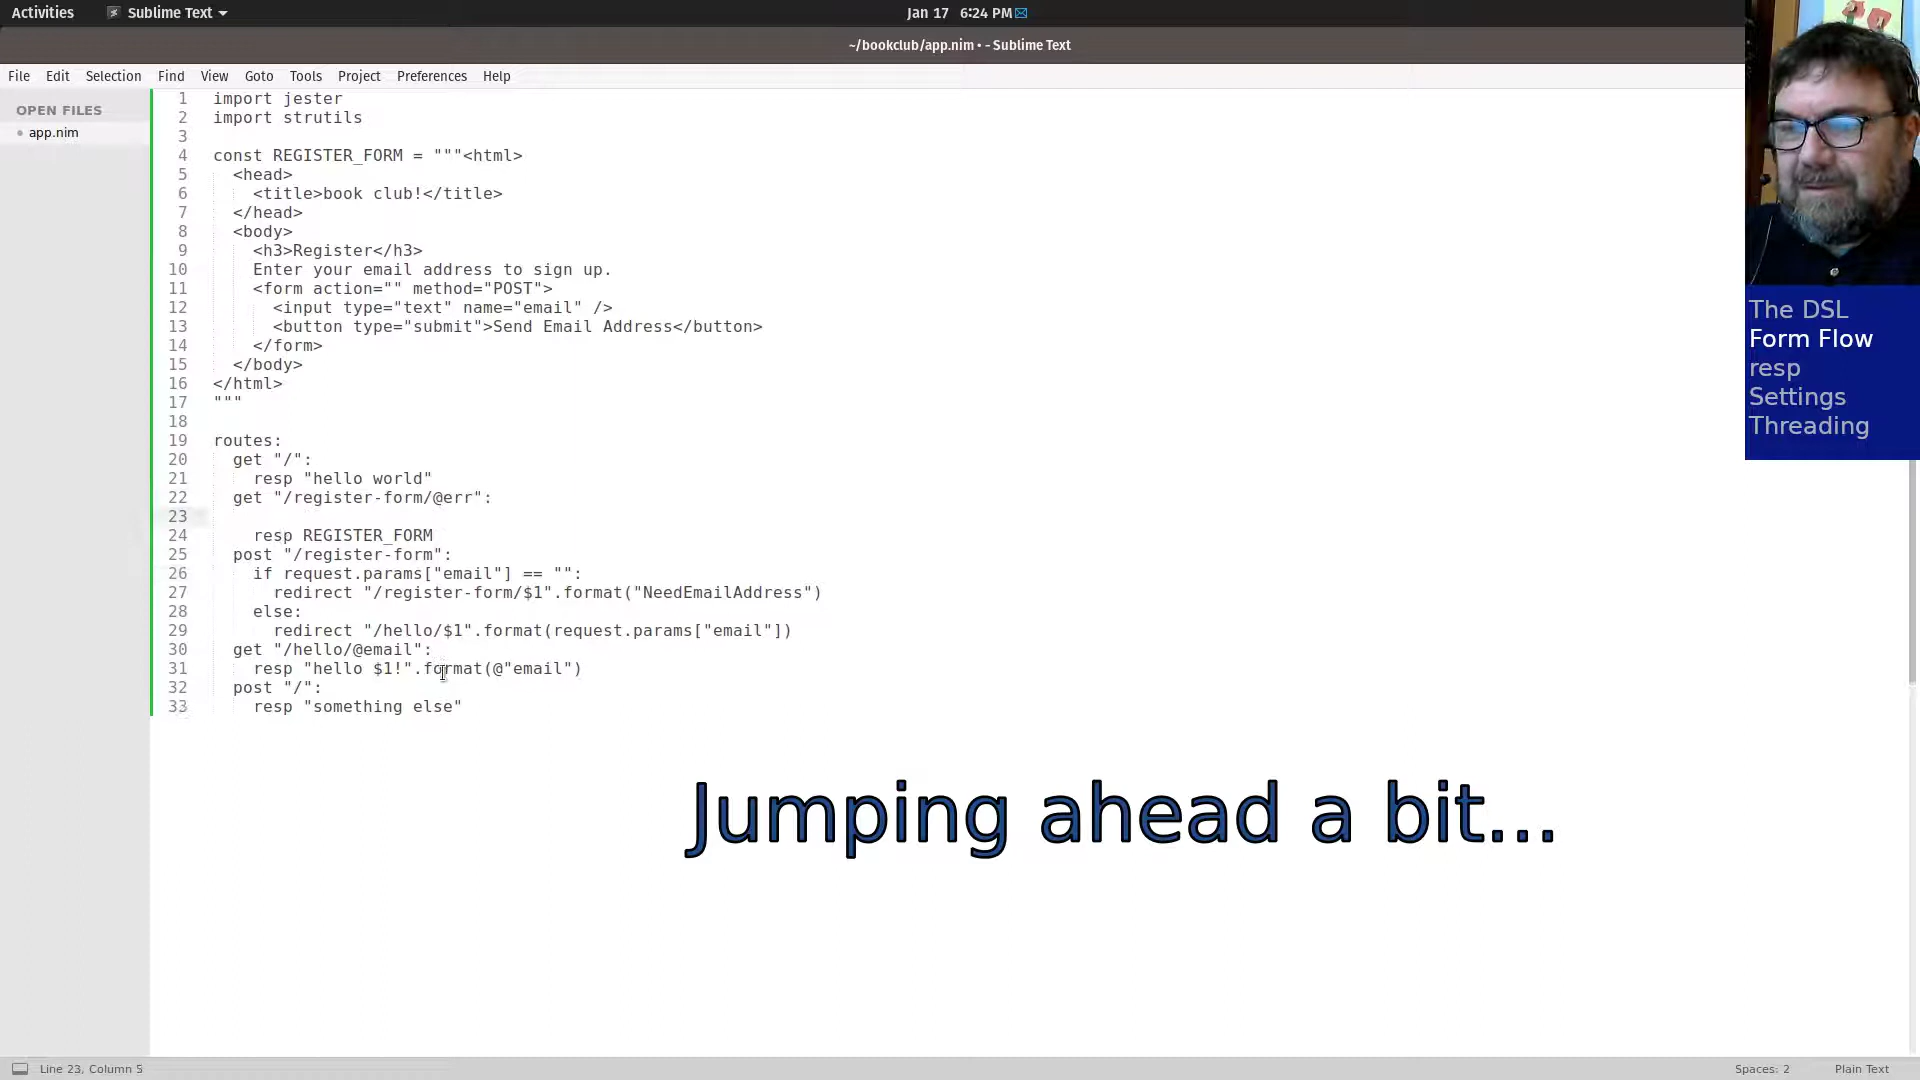 Activities
Sublime Text
Jan 17 6:24 PM
~/bookclub/app.nim • - Sublime Text
File Edit Selection Find View Goto Tools Project Preferences Help
OPEN FILES
app.nim
1 import jester
2 import strutils
3
4 const REGISTER_FORM = """<html>
5 <head>
6 <title>book club!</title>
7 </head>
8 <body>
9 <h3>Register</h3>
10 Enter your email address to sign up.
11 <form action="" method="POST">
12 <input type="text" name="email" />
13 <button type="submit">Send Email Address</button>
14 </form>
15 </body>
16 </html>
17 """
18
19 routes:
20 get "/":
21 resp "hello world"
22 get "/register-form/@err":
23
24 resp REGISTER_FORM
25 post "/register-form":
26 if request.params["email"] == "":
27 redirect "/register-form/$1".format("NeedEmailAddress")
28 else:
29 redirect "/hello/$1".format(request.params["email"])
30 get "/hello/@email":
31 resp "hello $1!".format(@"email")
32 post "/":
33 resp "something else"
The DSL
Form Flow
resp
Settings
Threading
Jumping ahead a bit...
Line 23, Column 5
Spaces: 2
Plain Text